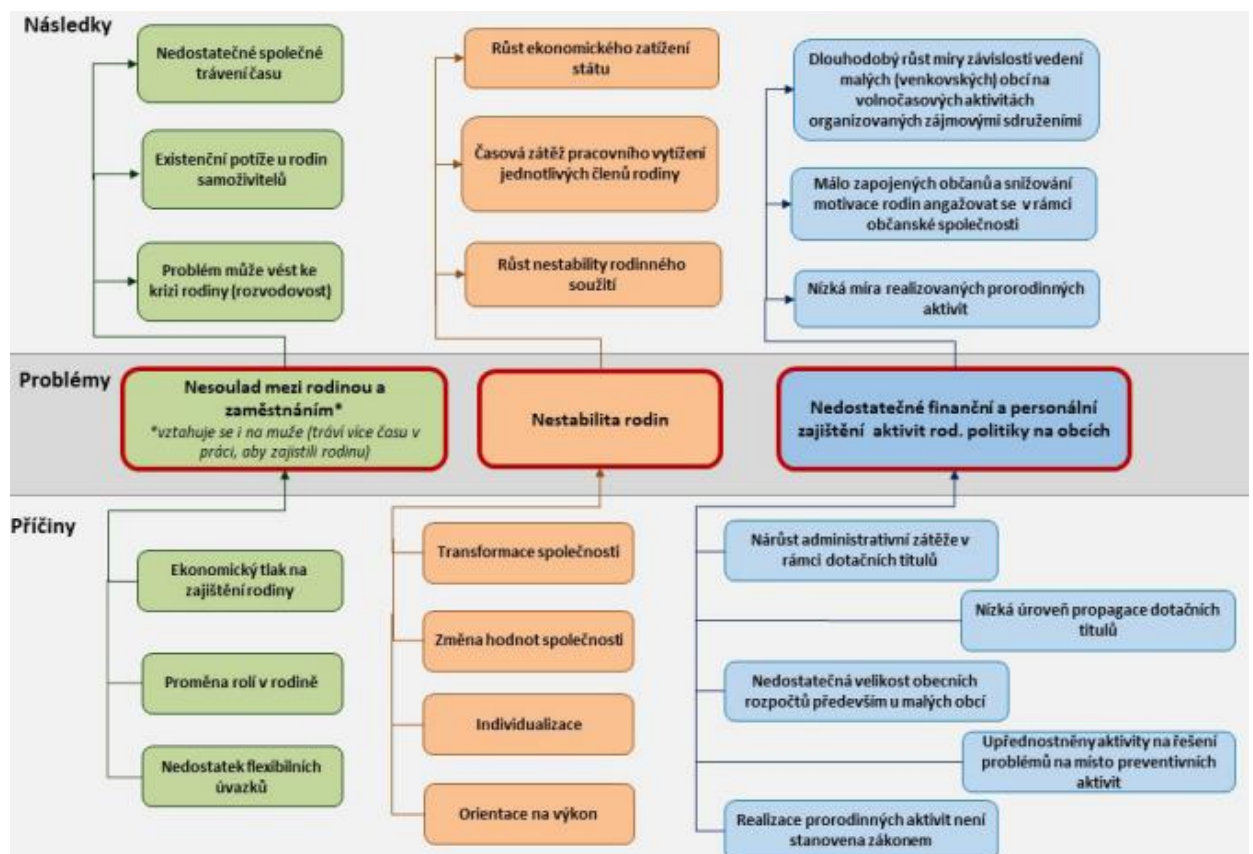 Následky
Nedostatečné společné
trávení času
Existenční potíže u rodin
samoživitelů
Problém může vést ke
krizi rodiny (rozvodovost)
Růst ekonomického zatížení
státu
Časová zátěž pracovního vytížení
jednotlivých členů rodiny
Růst nestability rodinného
soužití
Dlouhodobý růst míry závislosti vedení
malých (venkovských) obcí na
volnočasových aktivitách
organizovaných zájmovými sdruženími
Málo zapojených občanů a snižování
motivace rodin angažovat se v rámci
občanské společnosti
Nízká míra realizovaných prorodinných
aktivit
Problémy
Nesoulad mezi rodinou a
zaměstnáním*
*vztahuje se i na muže (tráví více času v
práci, aby zajistili rodinu)
Nestabilita rodin
Nedostatečné finanční a personální
zajištění aktivit rod. politiky na obcích
Příčiny
Ekonomický tlak na
zajištění rodiny
Proměna rolí v rodině
Nedostatek flexibilních
úvazků
Transformace společnosti
Změna hodnot společnosti
Individualizace
Orientace na výkon
Nárůst administrativní zátěže v
rámci dotačních titulů
Nízká úroveň propagace dotačních
titulů
Nedostatečná velikost obecních
rozpočtů především u malých obcí
Upřednostněny aktivity na řešení
problémů na místo preventivních
aktivit
Realizace prorodinných aktivit není
stanovena zákonem